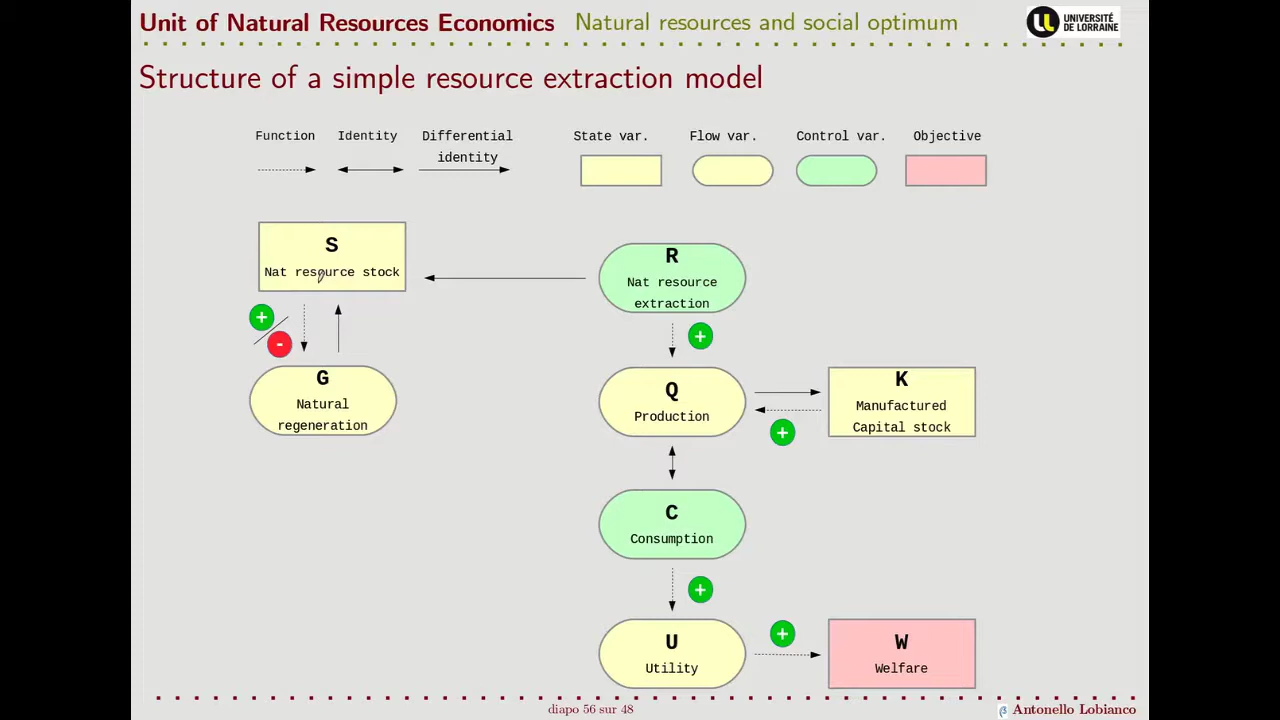 Unit of Natural Resources Economics Natural resources and social optimum
UNIVERSITÉ
DE LORRAINE
Structure of a simple resource extraction model
Function Identity Differential identity State var. Flow var. Control var. Objective
S
Nat resource stock
R
Nat resource
extraction
+
-
+
G
Natural
regeneration
Q
Production
K
Manufactured
Capital stock
+
C
Consumption
+
U
Utility
+
W
Welfare
diapo 56 sur 48
β Antonello Lobianco